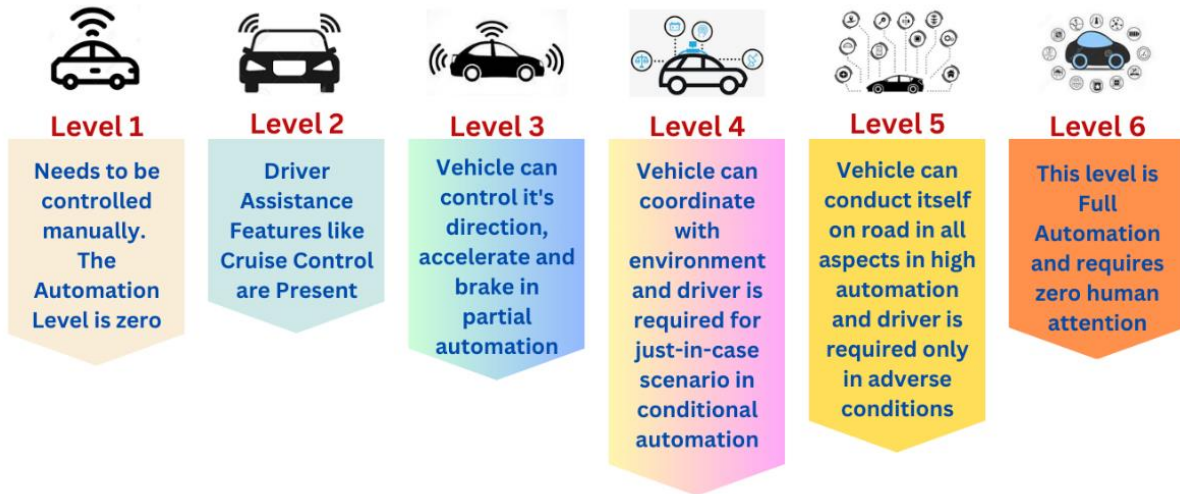 Level 1
Needs to be
controlled
manually.
The
Automation
Level is zero
Level 2
Driver
Assistance
Features like
Cruise Control
are Present
Level 3
Vehicle can
control it's
direction,
accelerate and
brake in
partial
automation
Level 4
Vehicle can
coordinate
with
environment
and driver is
required for
just-in-case
scenario in
conditional
automation
Level 5
Vehicle can
conduct itself
on road in all
aspects in high
automation
and driver is
required only
in adverse
conditions
Level 6
This level is
Full
Automation
and requires
zero human
attention